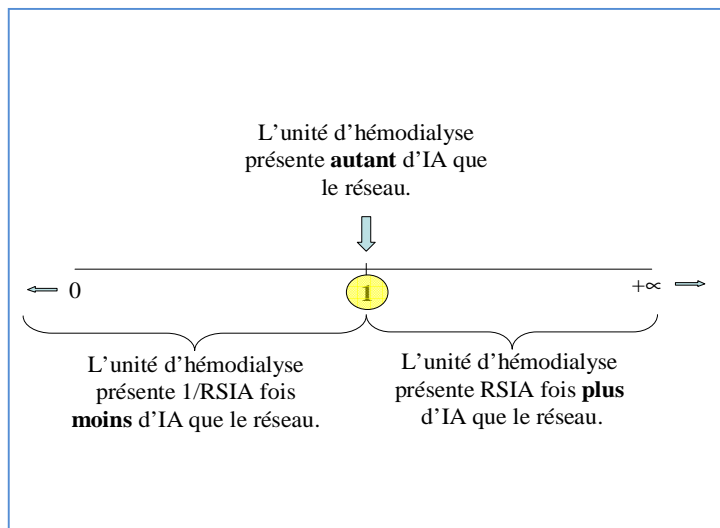 L’unité d’hémodialyse
présente autant d’IA que
le réseau.
0
1
+∝
L’unité d’hémodialyse
présente 1/RSIA fois
moins d’IA que le réseau.
L’unité d’hémodialyse
présente RSIA fois plus
d’IA que le réseau.